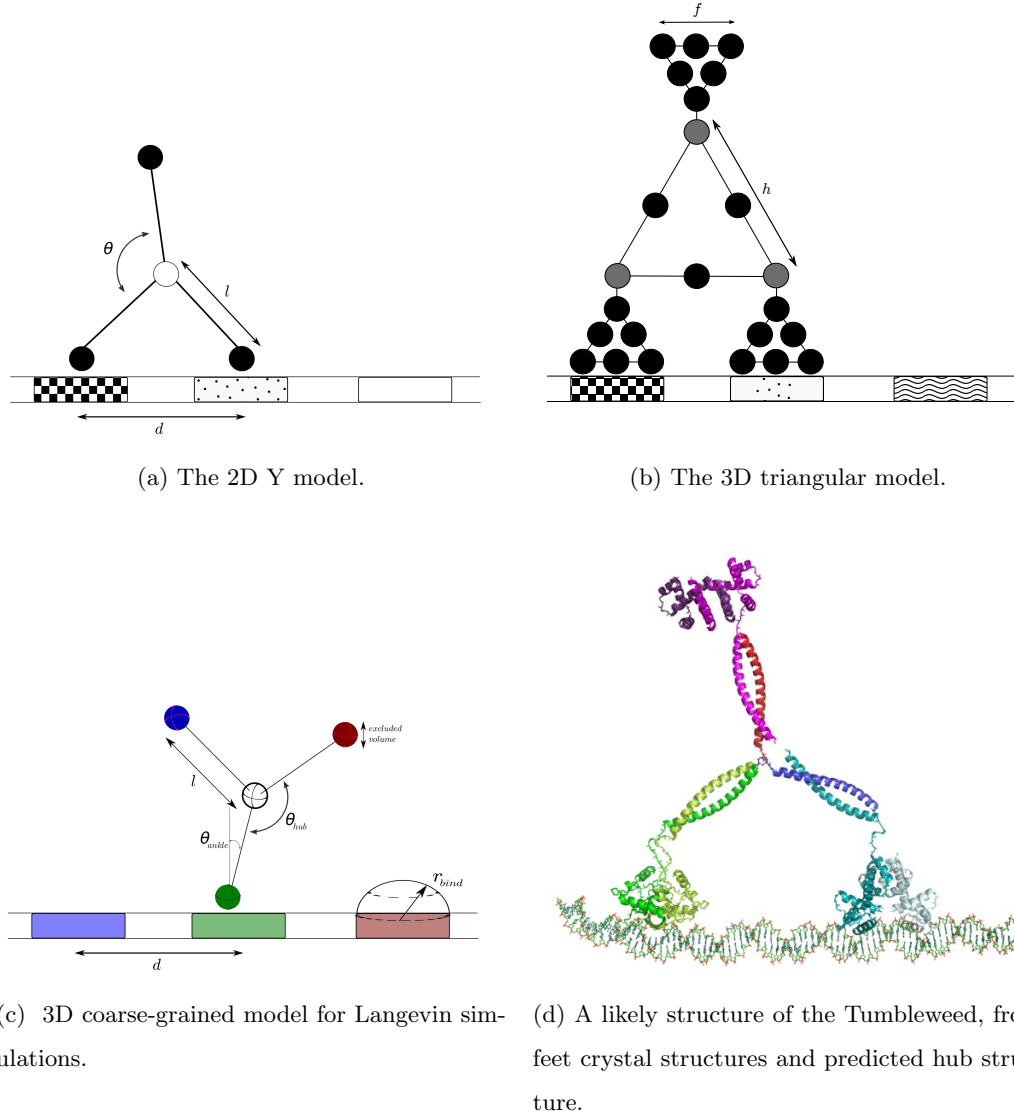 f
h
θ
l
d
(a) The 2D Y model.
(b) The 3D triangular model.
excluded
volume
l
θhub
θankle
rbind
d
(c) 3D coarse-grained model for Langevin sim-
ulations.
(d) A likely structure of the Tumbleweed, fro
feet crystal structures and predicted hub stru
ture.